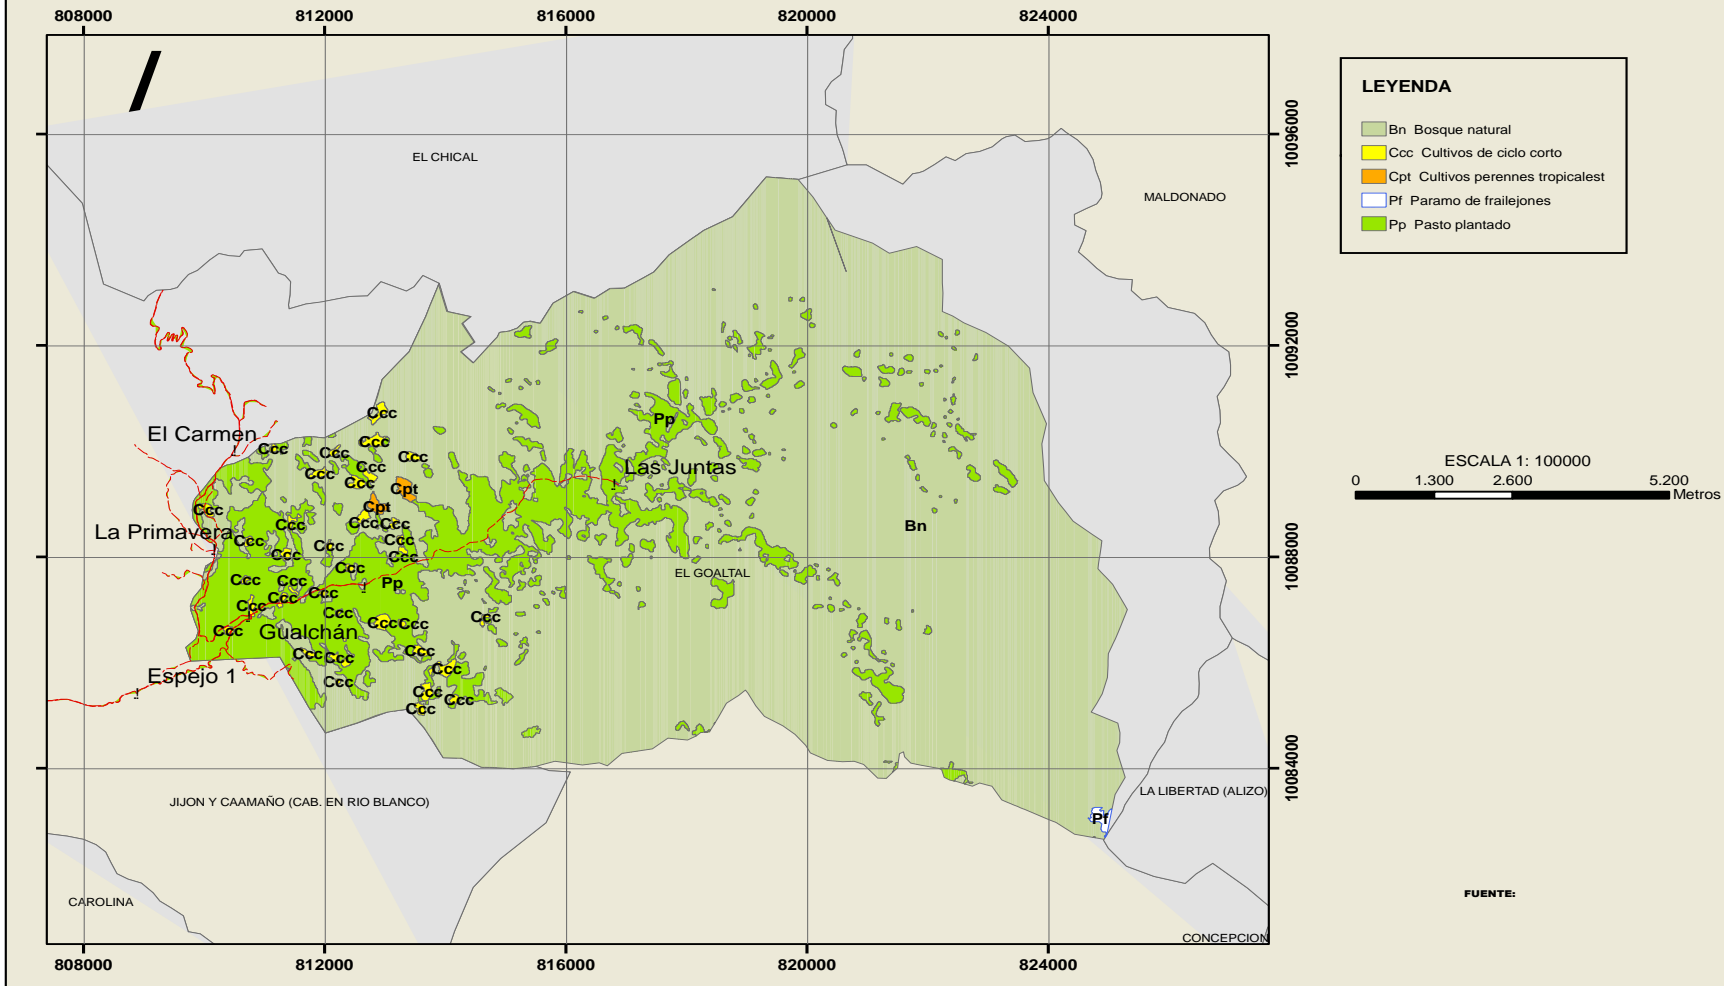 808000 812000 816000 820000 824000
LEYENDA
Bn Bosque natural
Ccc Cultivos de ciclo corto
Cpt Cultivos perennes tropicalest
Pf Paramo de frailejones
Pp Pasto plantado
10096000
EL CHICAL
MALDONADO
10092000
Ccc
Pp
El Carmen
Ccc
Ccc Ccc Ccc
Ccc
Las Juntas
Ccc Ccc
Cpt
ESCALA 1: 100000
0 1.300 2.600 5.200
Metros
Ccc
Cpt
Ccc Ccc Ccc
Bn
La Primavera
Ccc Ccc
Ccc Ccc
Ccc
10088000
Ccc
EL GOALTAL
Ccc Ccc Pp
Ccc Ccc
Ccc
Ccc Ccc
Ccc Ccc
Ccc Gualchán
Ccc Ccc Ccc
Ccc
Espejo 1
Ccc
Ccc Ccc
Ccc
10084000
LA LIBERTAD (ALIZO)
JIJON Y CAAMAÑO (CAB. EN RIO BLANCO)
Pf
FUENTE:
CAROLINA
CONCEPCION
808000 812000 816000 820000 824000